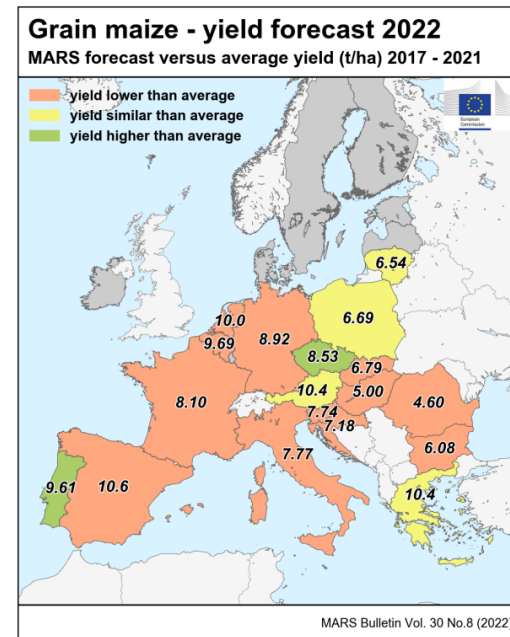 Grain maize - yield forecast 2022
MARS forecast versus average yield (t/ha) 2017 - 2021
yield lower than average
yield similar than average
yield higher than average
European
Commission
6.54
10.0
6.69
9.69
8.92
8.53
6.79
10.4
5.00
8.10
7.74
4.60
7.18
7.77
6.08
9.61
10.6
10.4
MARS Bulletin Vol. 30 No.8 (2022)